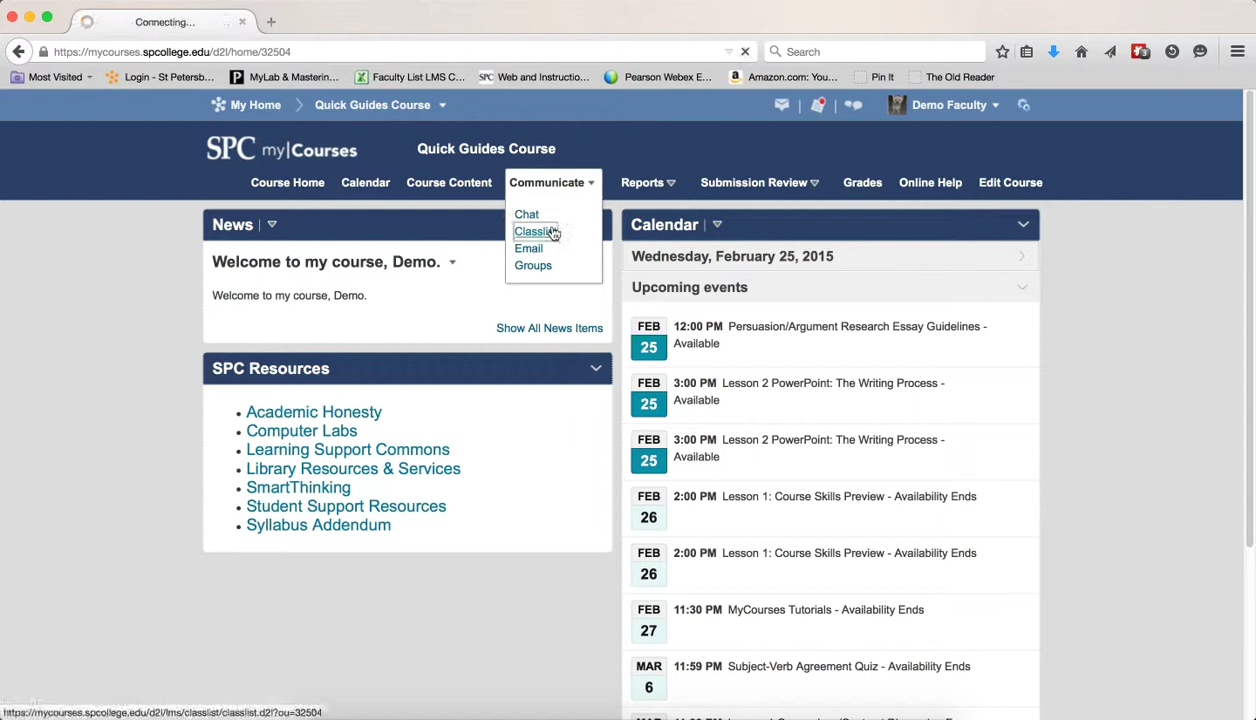 Connecting...
https://mycourses.spcollege.edu/d2l/home/32504
Search
Most Visited
Login - St Petersb...
MyLab & Mastering...
Faculty List LMS C...
SPC Web and Instructio...
Pearson Webex E...
Amazon.com: You...
Pin It
The Old Reader
My Home
Quick Guides Course
Demo Faculty
SPC my|Courses
Quick Guides Course
Course Home
Calendar
Course Content
Communicate
Reports
Submission Review
Grades
Online Help
Edit Course
Chat
Classlist
Email
Groups
News
Welcome to my course, Demo.
Welcome to my course, Demo.
Show All News Items
SPC Resources
Academic Honesty
Computer Labs
Learning Support Commons
Library Resources & Services
SmartThinking
Student Support Resources
Syllabus Addendum
Calendar
Wednesday, February 25, 2015
Upcoming events
FEB
25
12:00 PM Persuasion/Argument Research Essay Guidelines -
Available
FEB
25
3:00 PM Lesson 2 PowerPoint: The Writing Process -
Available
FEB
25
3:00 PM Lesson 2 PowerPoint: The Writing Process -
Available
FEB
26
2:00 PM Lesson 1: Course Skills Preview - Availability Ends
FEB
26
2:00 PM Lesson 1: Course Skills Preview - Availability Ends
FEB
27
11:30 PM MyCourses Tutorials - Availability Ends
MAR
6
11:59 PM Subject-Verb Agreement Quiz - Availability Ends
https://mycourses.spcollege.edu/d2l/lms/classlist/classlist.d2l?ou=32504